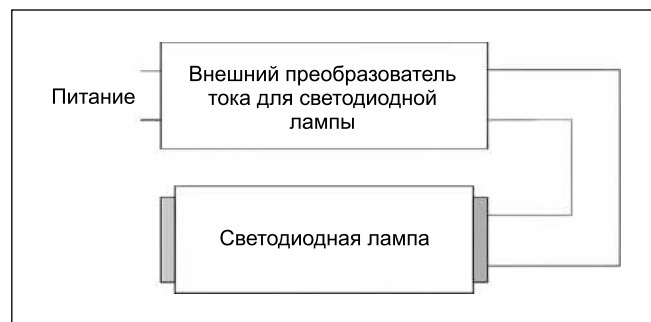 Питание
Внешний преобразователь
тока для светодиодной
лампы
Светодиодная лампа